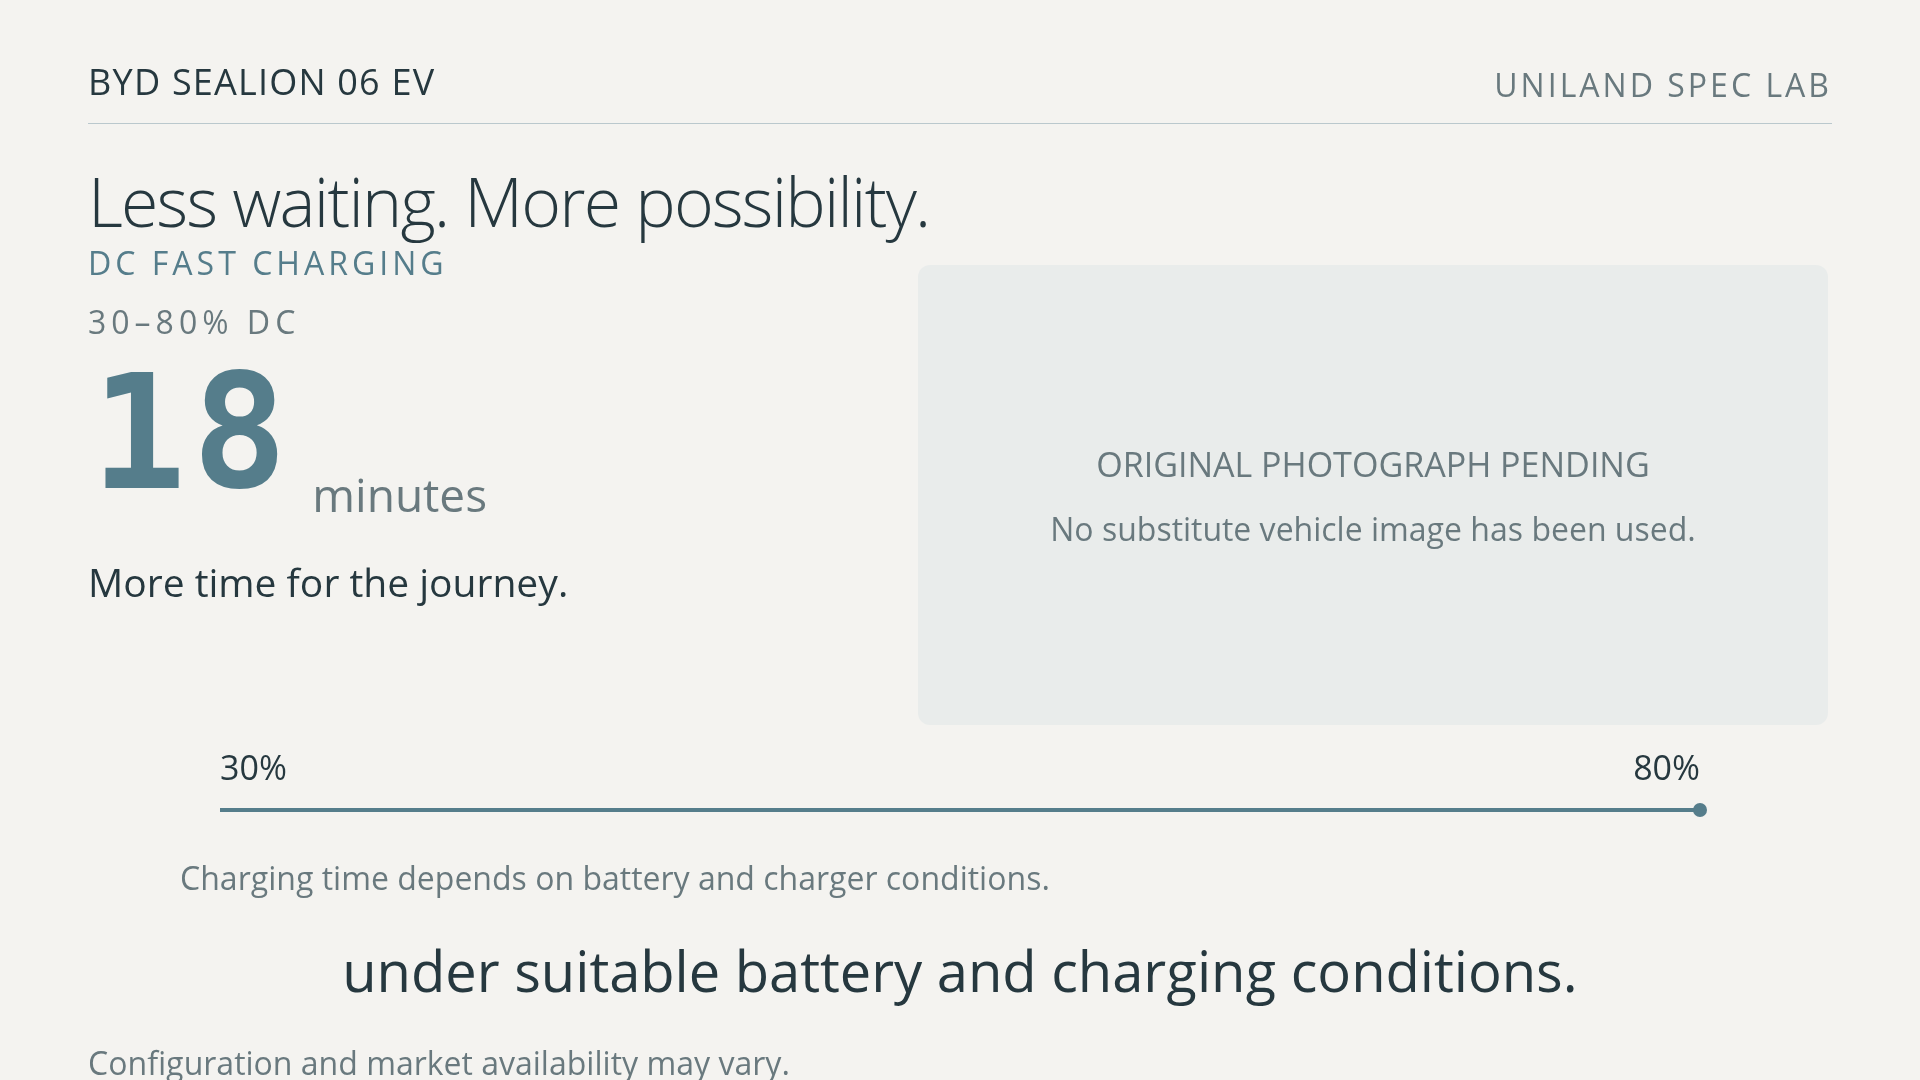 BYD SEALION 06 EV
UNILAND SPEC LAB
Less waiting. More possibility.
DC FAST CHARGING
30–80% DC
18 minutes
More time for the journey.
ORIGINAL PHOTOGRAPH PENDING
No substitute vehicle image has been used.
30%
80%
Charging time depends on battery and charger conditions.
under suitable battery and charging conditions.
Configuration and market availability may vary.